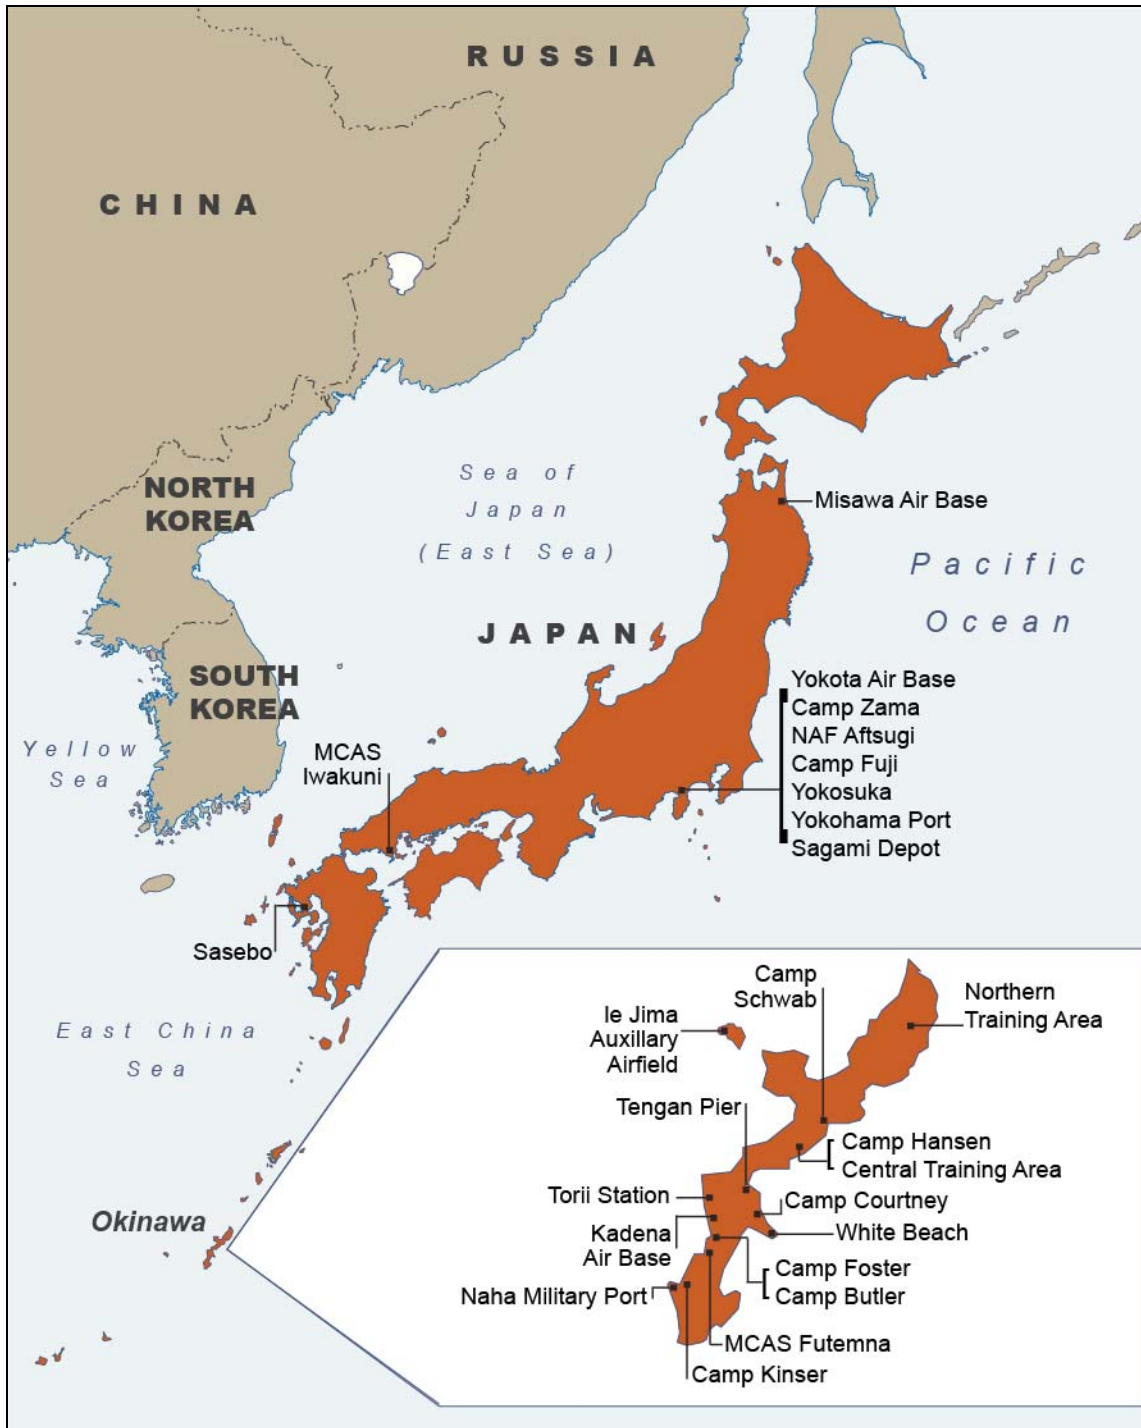 RUSSIA
CHINA
NORTH
KOREA
Sea of
Japan
(East Sea)
Misawa Air Base
Pacific
Ocean
JAPAN
SOUTH
KOREA
Yellow
Sea
MCAS
Iwakuni
Yokota Air Base
Camp Zama
NAF Aftsugi
Camp Fuji
Yokosuka
Yokohama Port
Sagami Depot
Sasebo
East China
Sea
Okinawa
Camp
Schwab
Northern
Training Area
Ie Jima
Auxillary
Airfield
Tengan Pier
Camp Hansen
Central Training Area
Torii Station
Camp Courtney
Kadena
Air Base
White Beach
Camp Foster
Camp Butler
Naha Military Port
MCAS Futemna
Camp Kinser